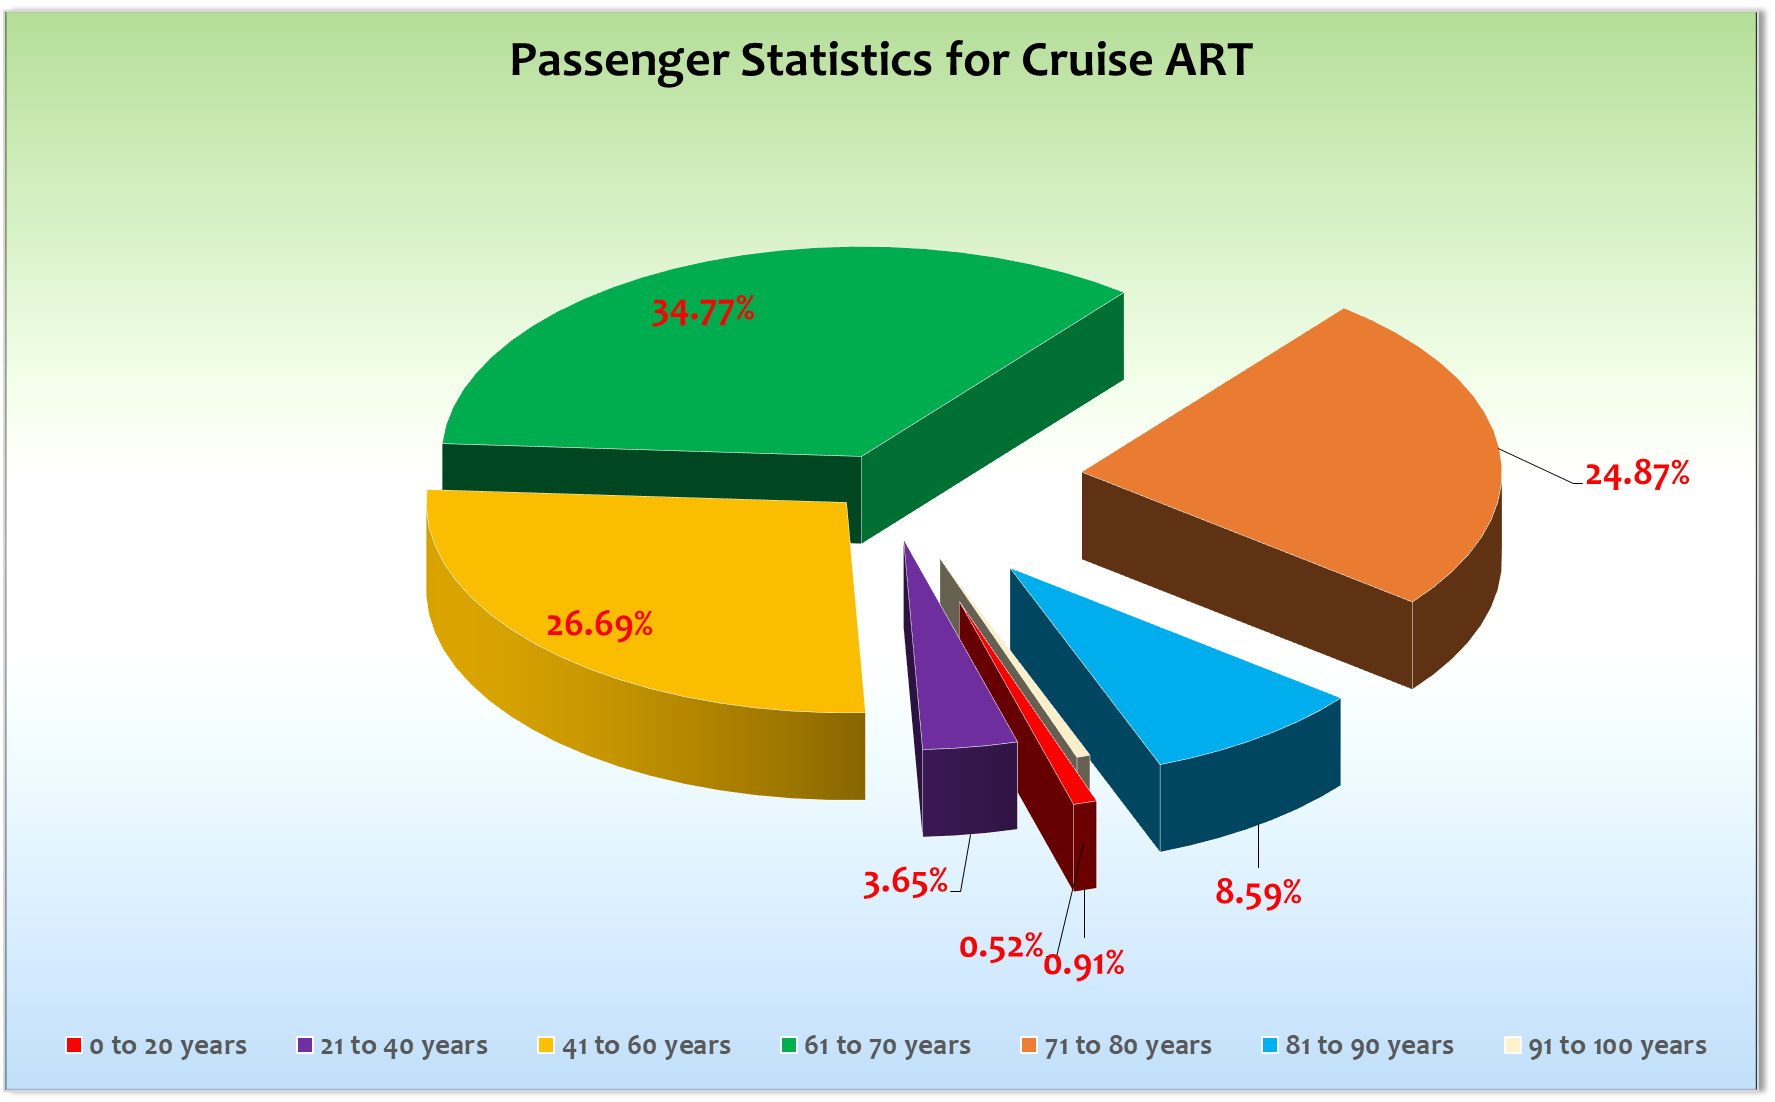 Passenger Statistics for Cruise ART
34.77%
24.87%
26.69%
3.65%
8.59%
0.52%
0.91%
0 to 20 years
21 to 40 years
41 to 60 years
61 to 70 years
71 to 80 years
81 to 90 years
91 to 100 years